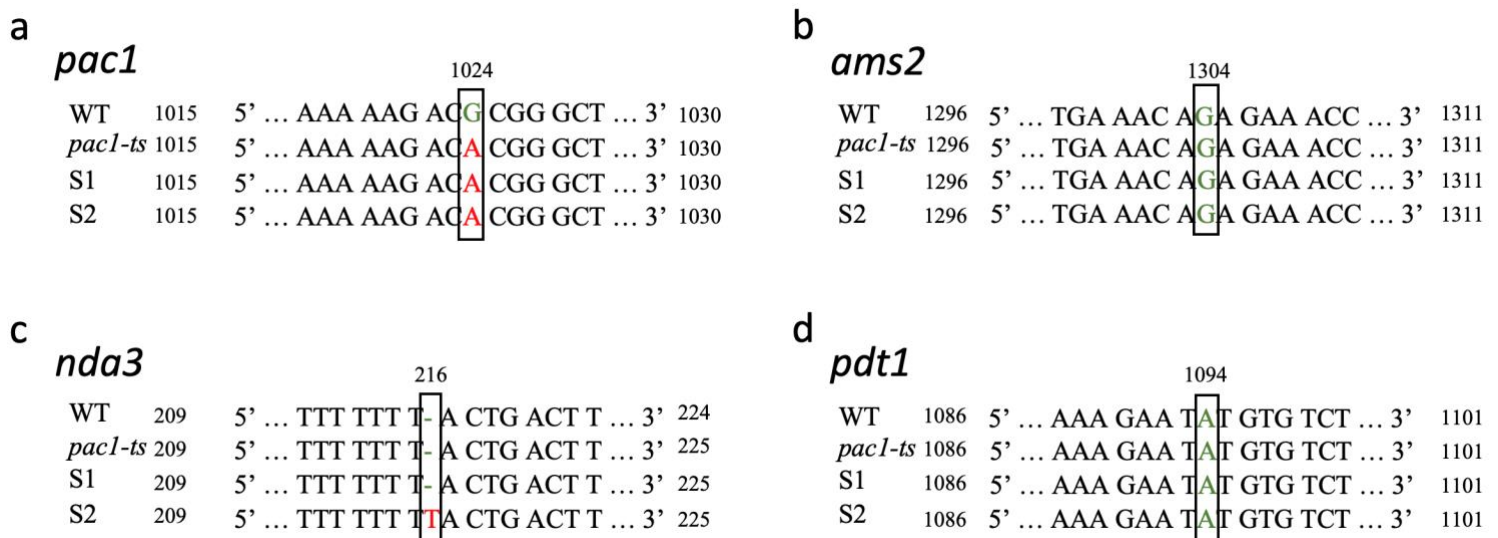 a
pac1
1024
WT 1015 5’ … AAA AAG ACG CGG GCT … 3’ 1030
pac1-ts 1015 5’ … AAA AAG ACA CGG GCT … 3’ 1030
S1 1015 5’ … AAA AAG ACA CGG GCT … 3’ 1030
S2 1015 5’ … AAA AAG ACA CGG GCT … 3’ 1030
b
ams2
1304
WT 1296 5’ … TGA AAC AGA GAA ACC … 3’ 1311
pac1-ts 1296 5’ … TGA AAC AGA GAA ACC … 3’ 1311
S1 1296 5’ … TGA AAC AGA GAA ACC … 3’ 1311
S2 1296 5’ … TGA AAC AGA GAA ACC … 3’ 1311
c
nda3
216
WT 209 5’ … TTT TTT T-A CTG ACT T … 3’ 224
pac1-ts 209 5’ … TTT TTT T-A CTG ACT T … 3’ 225
S1 209 5’ … TTT TTT T-A CTG ACT T … 3’ 225
S2 209 5’ … TTT TTT TTA CTG ACT T … 3’ 225
d
pdt1
1094
WT 1086 5’ … AAA GAA TAT GTG TCT … 3’ 1101
pac1-ts 1086 5’ … AAA GAA TAT GTG TCT … 3’ 1101
S1 1086 5’ … AAA GAA TAT GTG TCT … 3’ 1101
S2 1086 5’ … AAA GAA TAT GTG TCT … 3’ 1101